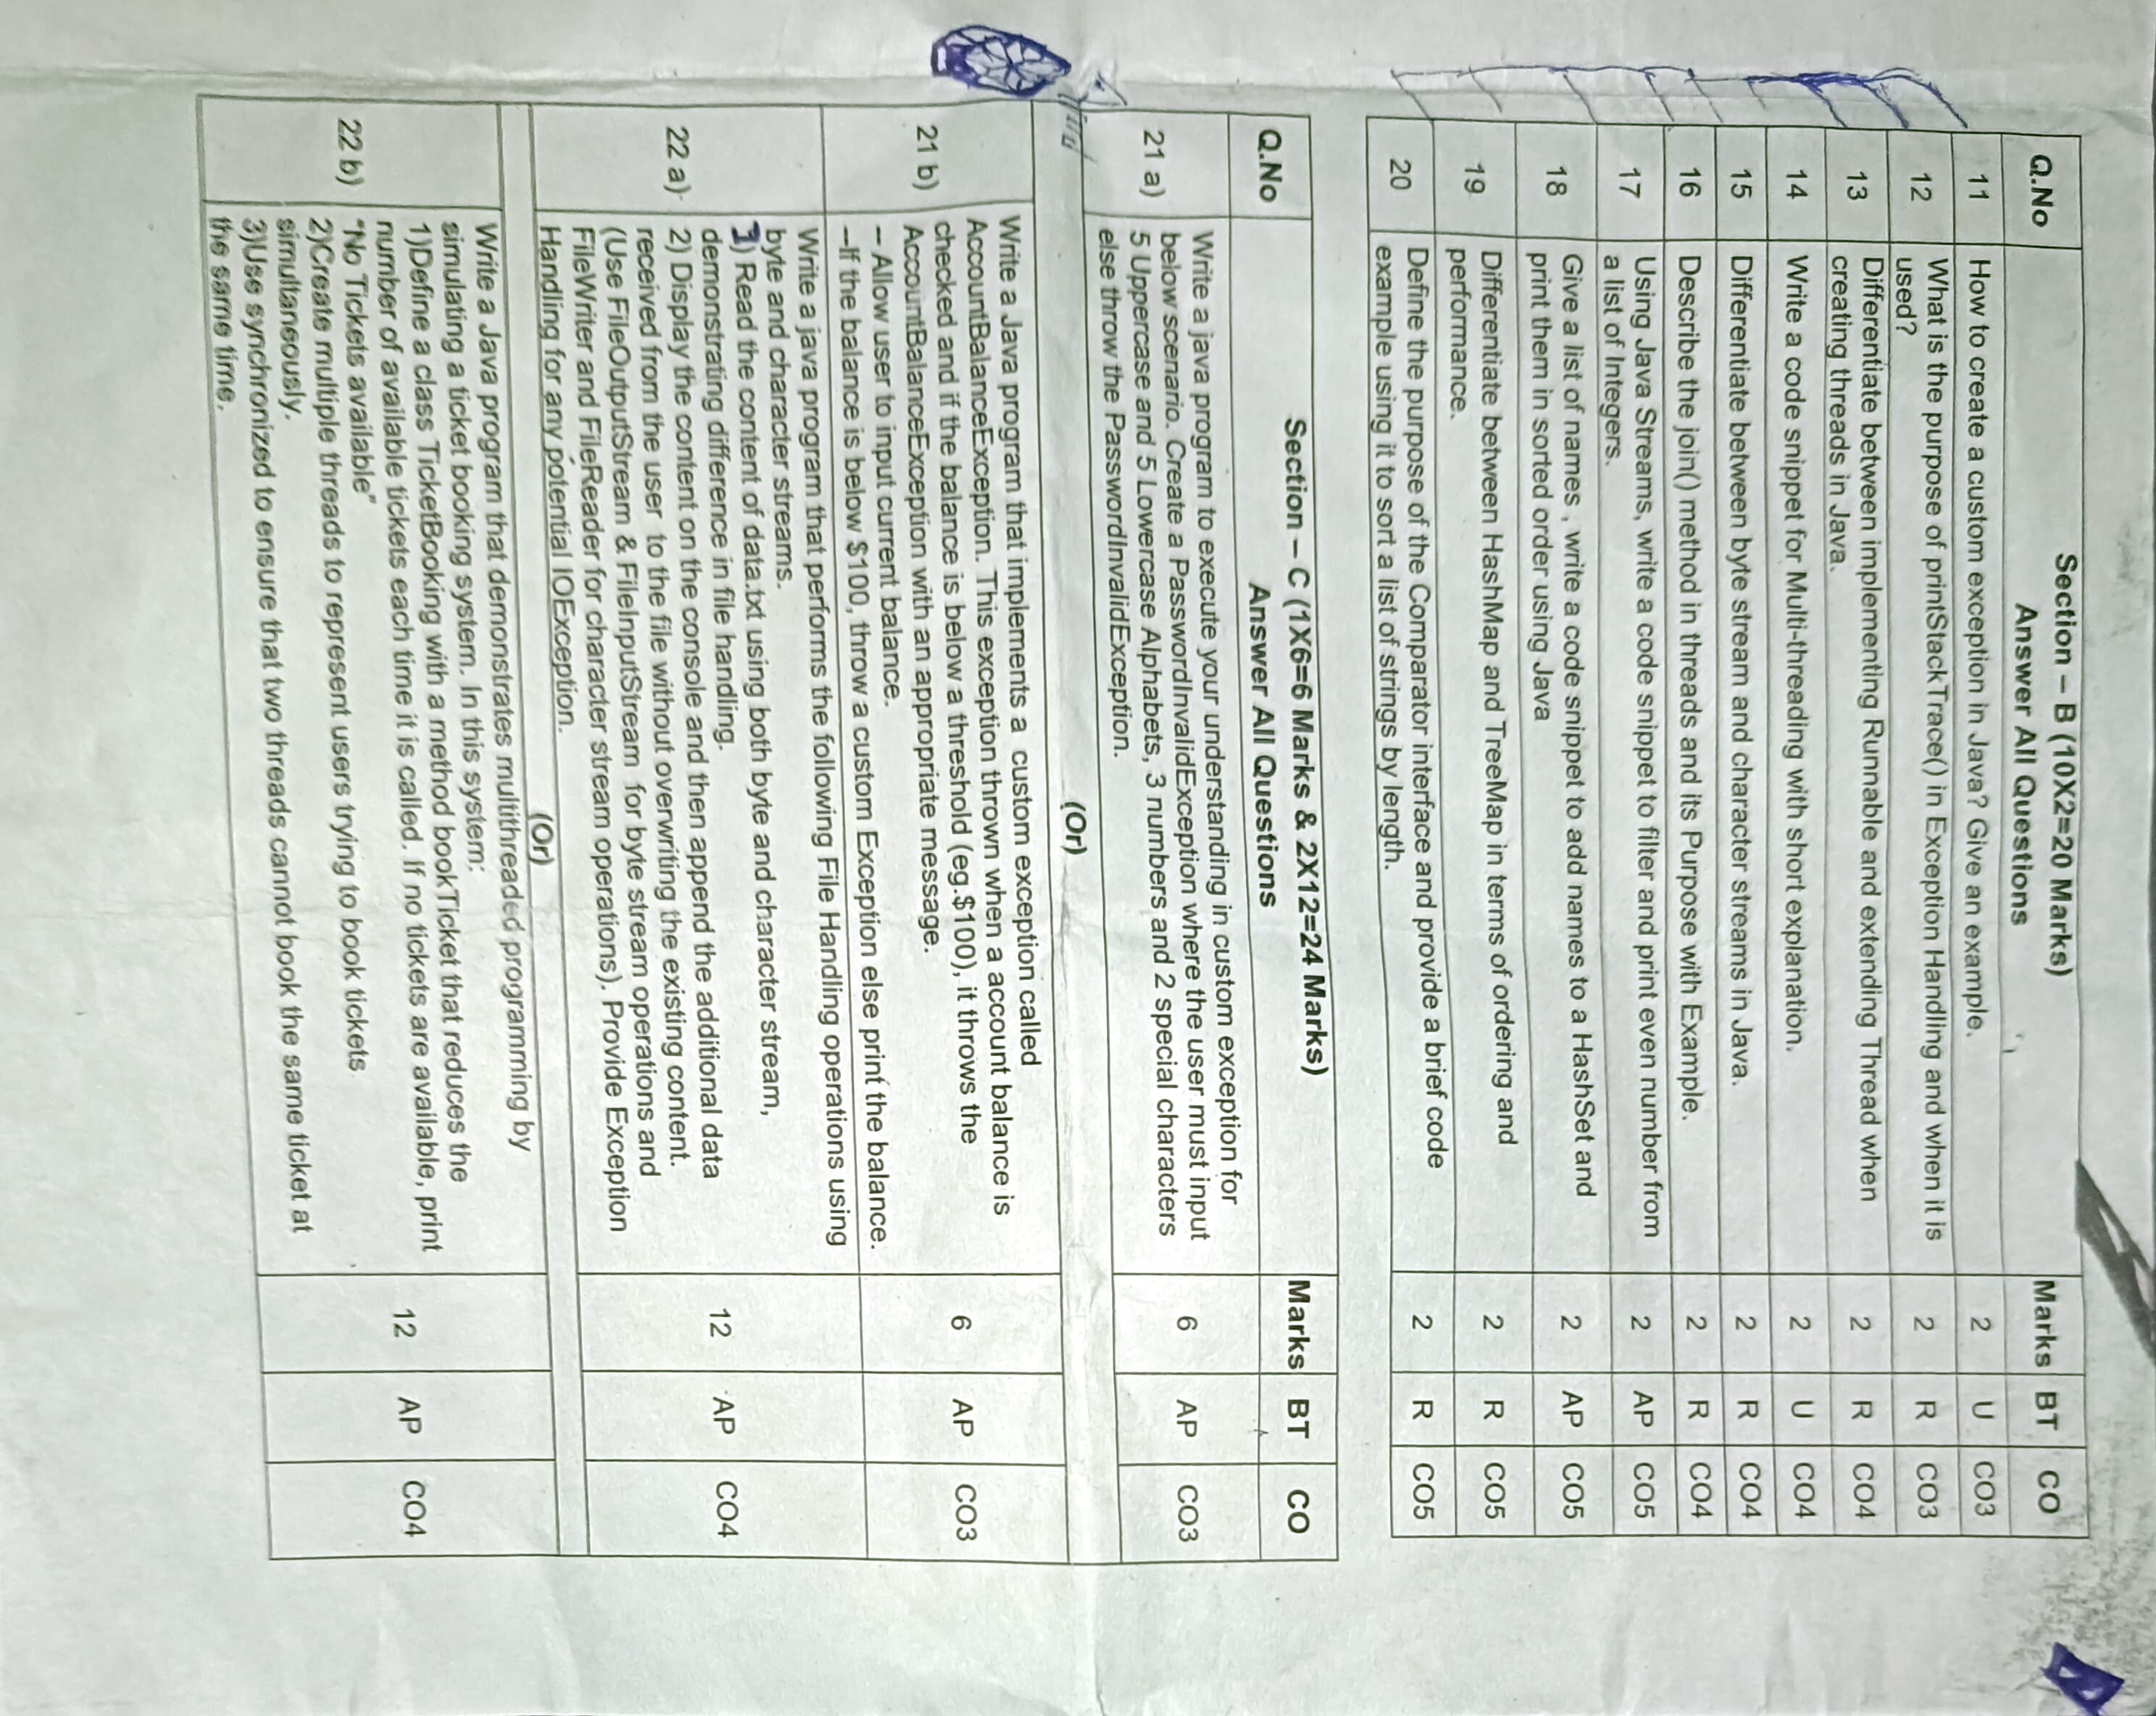 Section – B (10X2=20 Marks)
Q.No Answer All Questions Marks BT CO
11 How to create a custom exception in Java? Give an example. 2 U CO3
12 What is the purpose of printStackTrace() in Exception Handling and when it is 2 R CO3
used?
13 Differentiate between implementing Runnable and extending Thread when 2 R CO4
creating threads in Java.
14 Write a code snippet for Multi-threading with short explanation. 2 U CO4
15 Differentiate between byte stream and character streams in Java. 2 R CO4
16 Describe the join() method in threads and its Purpose with Example. 2 R CO4
17 Using Java Streams, write a code snippet to filter and print even number from 2 AP CO5
a list of Integers.
18 Give a list of names , write a code snippet to add names to a HashSet and 2 AP CO5
print them in sorted order using Java
19 Differentiate between HashMap and TreeMap in terms of ordering and 2 R CO5
performance.
20 Define the purpose of the Comparator interface and provide a brief code 2 R CO5
example using it to sort a list of strings by length.
Section – C (1X6=6 Marks & 2X12=24 Marks)
Q.No Answer All Questions Marks BT CO
Write a java program to execute your understanding in custom exception for
below scenario. Create a PasswordInvalidException where the user must input
21 a) 5 Uppercase and 5 Lowercase Alphabets, 3 numbers and 2 special characters 6 AP CO3
else throw the PasswordInvalidException.
(Or)
Write a Java program that implements a custom exception called
AccountBalanceException. This exception thrown when a account balance is
21 b) checked and if the balance is below a threshold (eg.$100), it throws the 6 AP CO3
AccountBalanceException with an appropriate message.
– Allow user to input current balance.
–If the balance is below $100, throw a custom Exception else print the balance.
Write a java program that performs the following File Handling operations using
byte and character streams.
1) Read the content of data.txt using both byte and character stream,
demonstrating difference in file handling.
22 a) 2) Display the content on the console and then append the additional data 12 AP CO4
received from the user to the file without overwriting the existing content.
(Use FileOutputStream & FileInputStream for byte stream operations and
FileWriter and FileReader for character stream operations). Provide Exception
Handling for any potential IOException.
(Or)
Write a Java program that demonstrates multithreaded programming by
simulating a ticket booking system. In this system:
1)Define a class TicketBooking with a method bookTicket that reduces the
number of available tickets each time it is called. If no tickets are available, print
22 b) "No Tickets available" 12 AP CO4
2)Create multiple threads to represent users trying to book tickets
simultaneously.
3)Use synchronized to ensure that two threads cannot book the same ticket at
the same time.